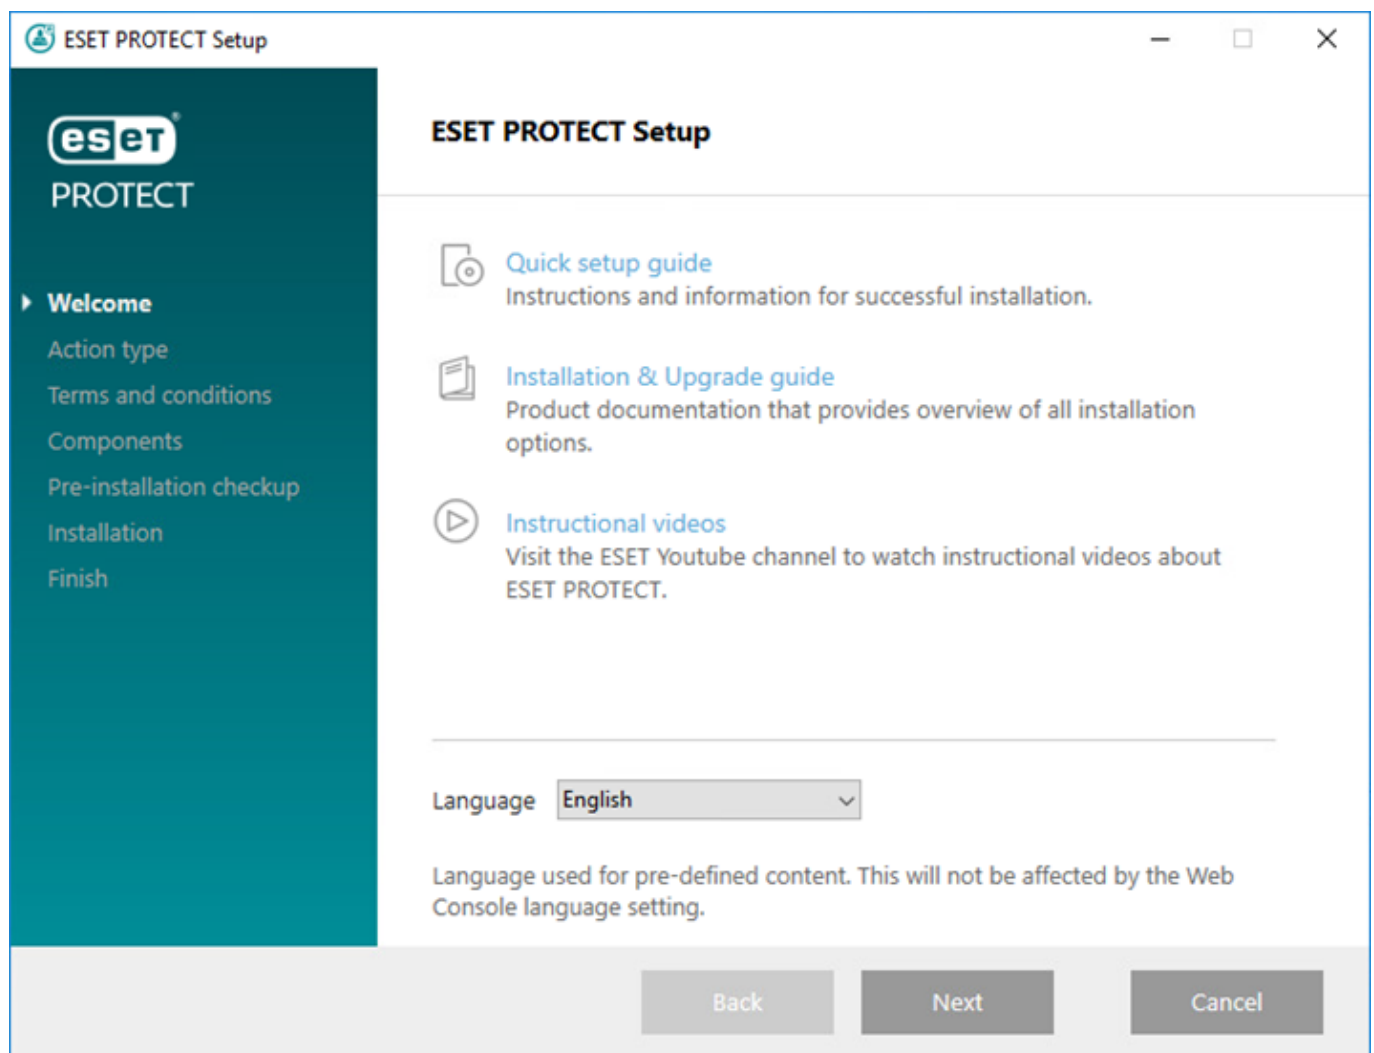 ESET PROTECT Setup
eseT®
PROTECT
Welcome
Action type
Terms and conditions
Components
Pre-installation checkup
Installation
Finish
ESET PROTECT Setup
Quick setup guide
Instructions and information for successful installation.
Installation & Upgrade guide
Product documentation that provides overview of all installation
options.
Instructional videos
Visit the ESET Youtube channel to watch instructional videos about
ESET PROTECT.
Language English
Language used for pre-defined content. This will not be affected by the Web
Console language setting.
Back Next Cancel